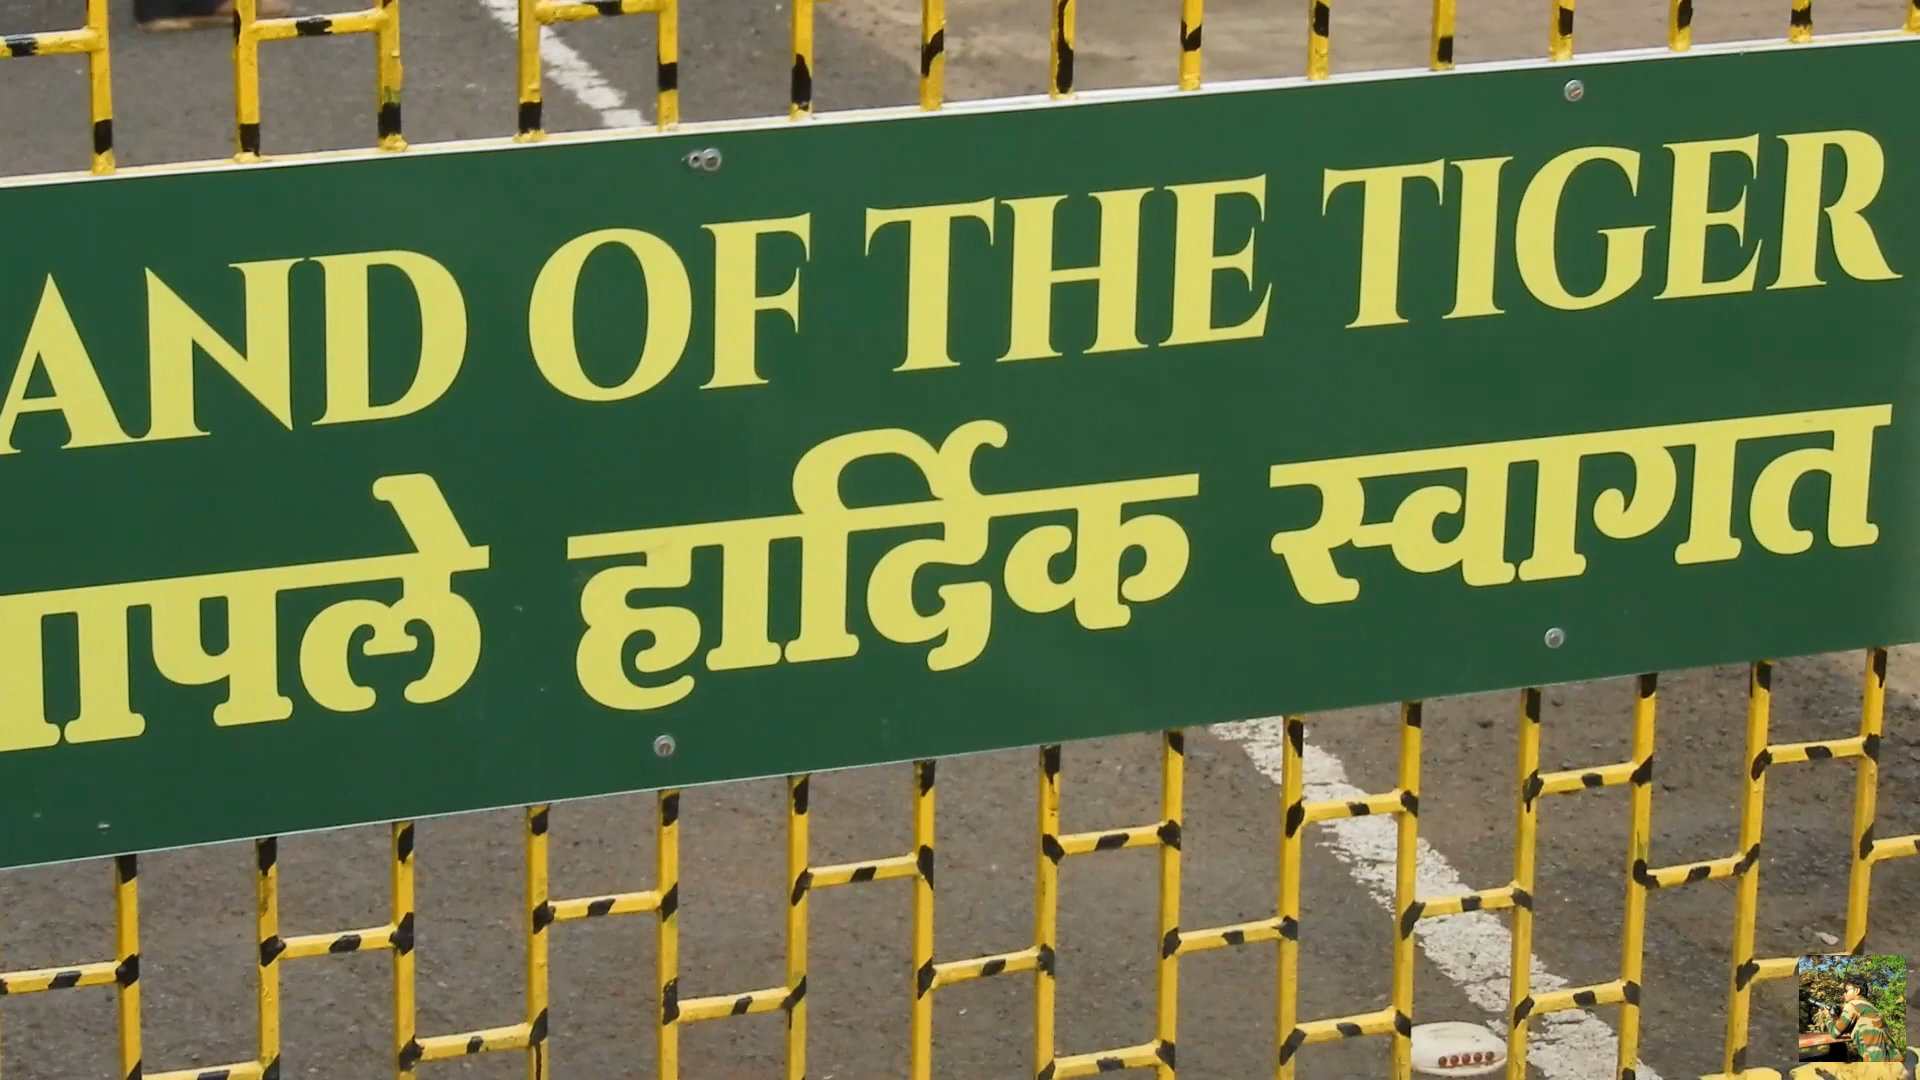 AND OF THE TIGER
ापले हार्दिक स्वागत